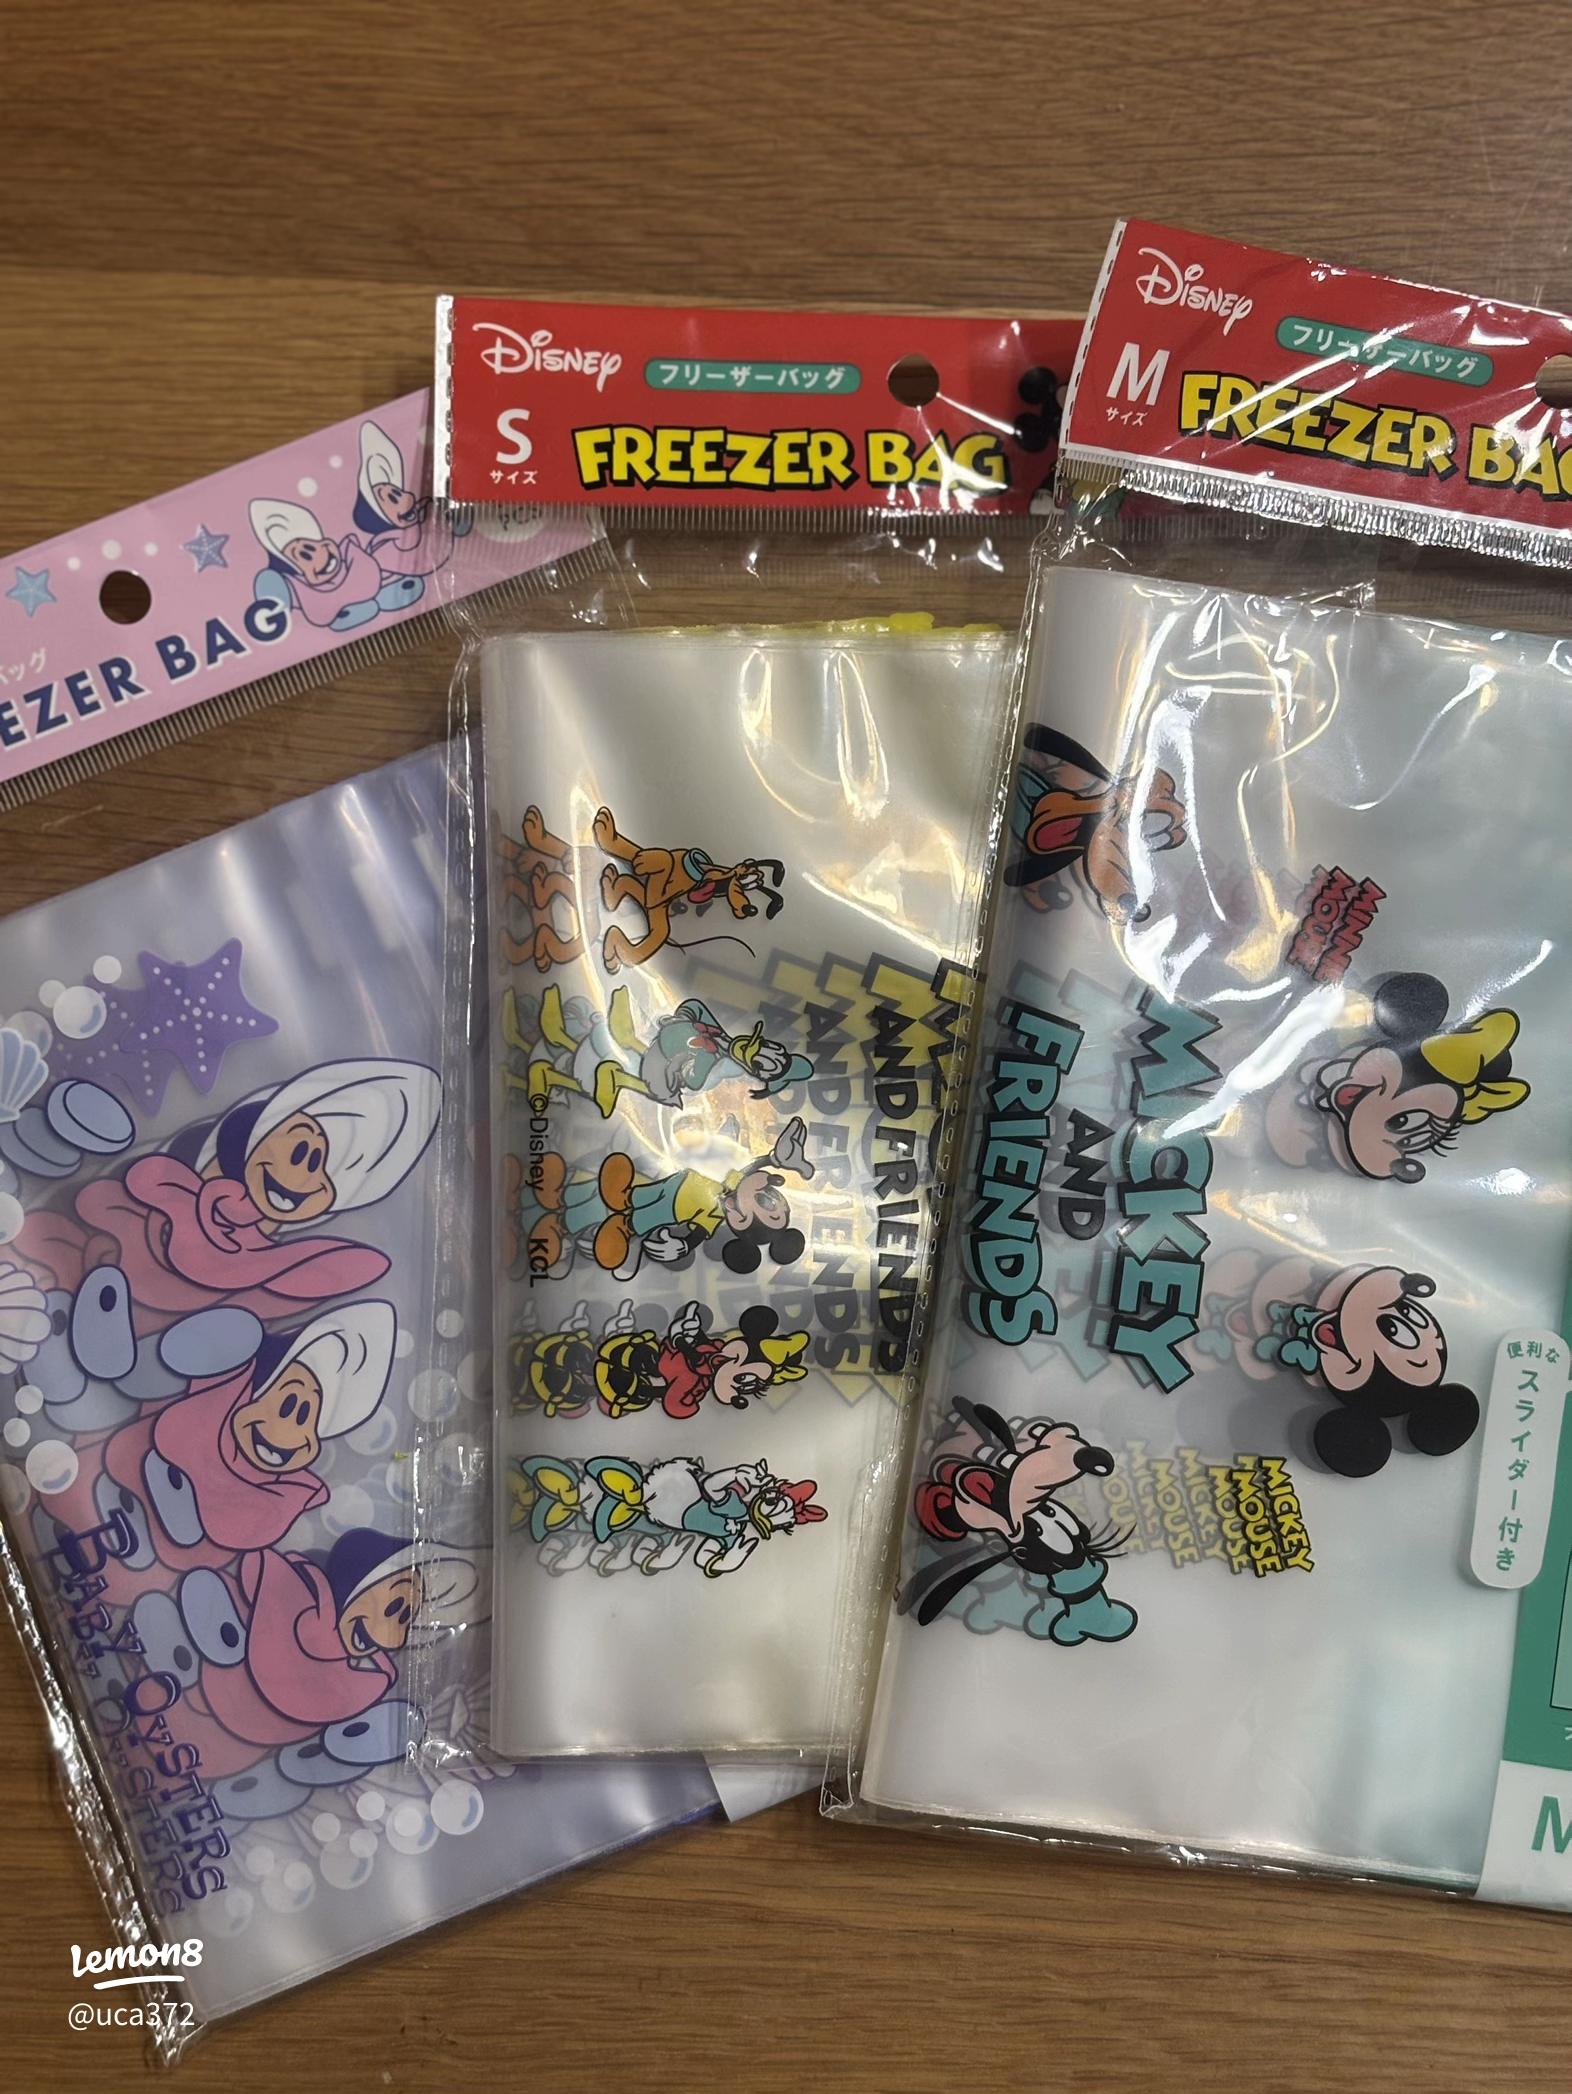 DISNEY
フリーザーバッグ
S
サイズ
FREEZER BAG
DISNEY
フリーザーバッグ
M
サイズ
FREEZER BAG
バッグ
EZER BAG
AND FRIENDS
©Disney KCL
MICKEY
AND
FRIENDS
MINNIE
MOUSE
MICKEY
MOUSE
便利な
スライダー付き
M
BABY OYSTERS
Lemon8
@uca372